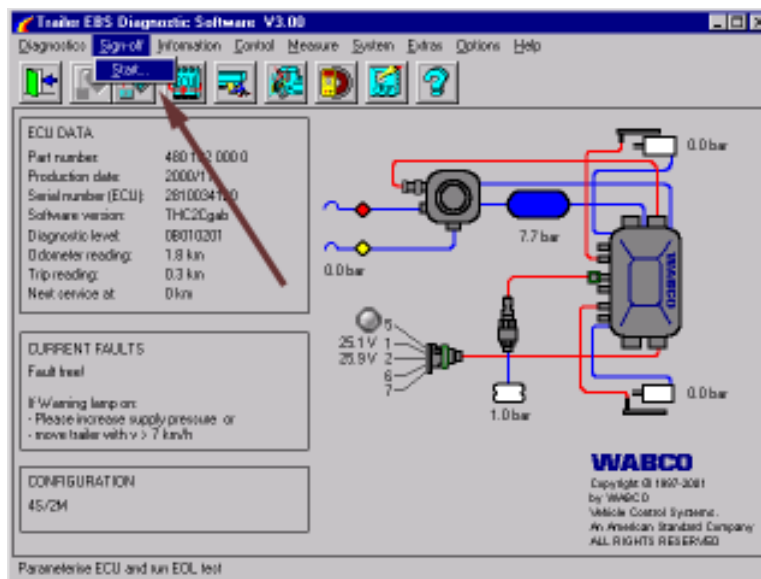 Trailer EBS Diagnostic Software V3.00
Diagnostics Sign-off Information Control Measure System Extras Options Help
Start...
ECU DATA
Part number:
Production date:
Serial number (ECU):
Software version: THC2Cgab
Diagnostic level: 0B010201
Odometer reading: 1.8 km
Trip reading: 0.3 km
Next service at: 0 km
CURRENT FAULTS
Fault free!
If Warning lamp on:
- Please increase supply pressure or
- move trailer with v > 7 km/h
CONFIGURATION
4S/2M
0.0 bar
7.7 bar
0.0 bar
WABCO
5
25.1 V 1
25.9 V 2
6
7
1.0 bar
0.0 bar
WABCO
Copyright © 1997-2001
by WABCO
Vehicle Control Systems.
An American Standard Company
ALL RIGHTS RESERVED
Parameterise ECU and run EOL test